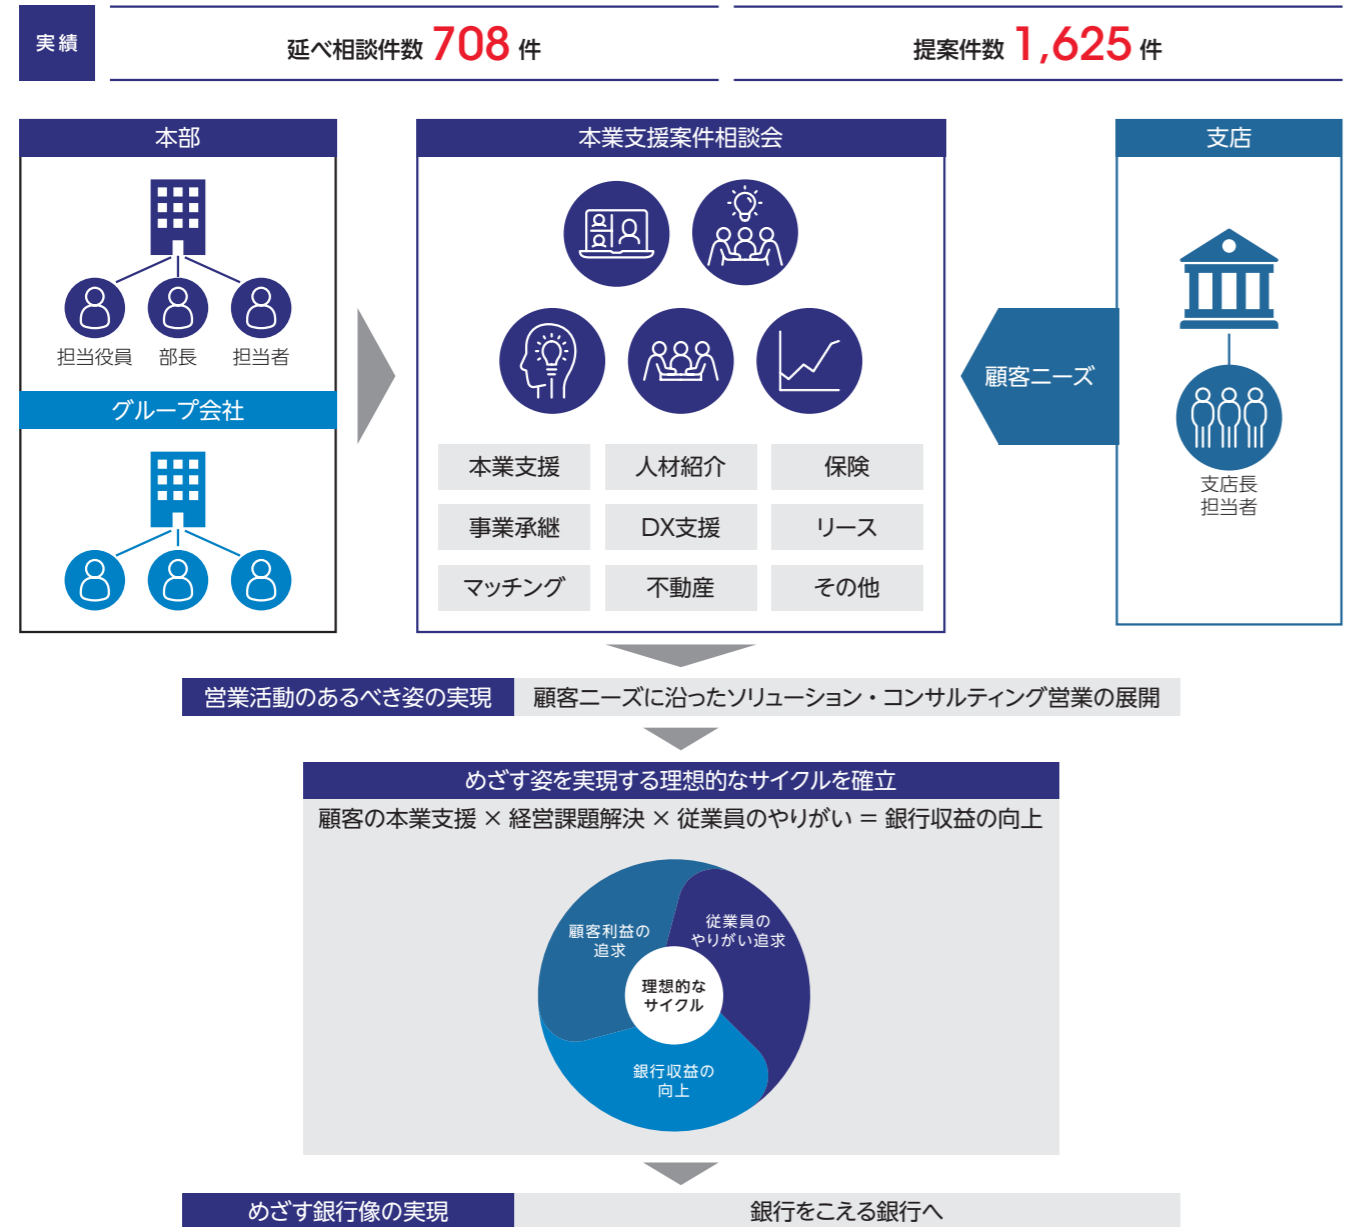 実績
延べ相談件数 708 件
提案件数 1,625 件
本部
担当役員 部長 担当者
グループ会社
本業支援案件相談会
本業支援 人材紹介 保険
事業承継 DX支援 リース
マッチング 不動産 その他
支店
顧客ニーズ
支店長
担当者
営業活動のあるべき姿の実現 顧客ニーズに沿ったソリューション・コンサルティング営業の展開
めざす姿を実現する理想的なサイクルを確立
顧客の本業支援 × 経営課題解決 × 従業員のやりがい = 銀行収益の向上
顧客利益の
追求
従業員の
やりがい追求
理想的な
サイクル
銀行収益の
向上
めざす銀行像の実現 銀行をこえる銀行へ